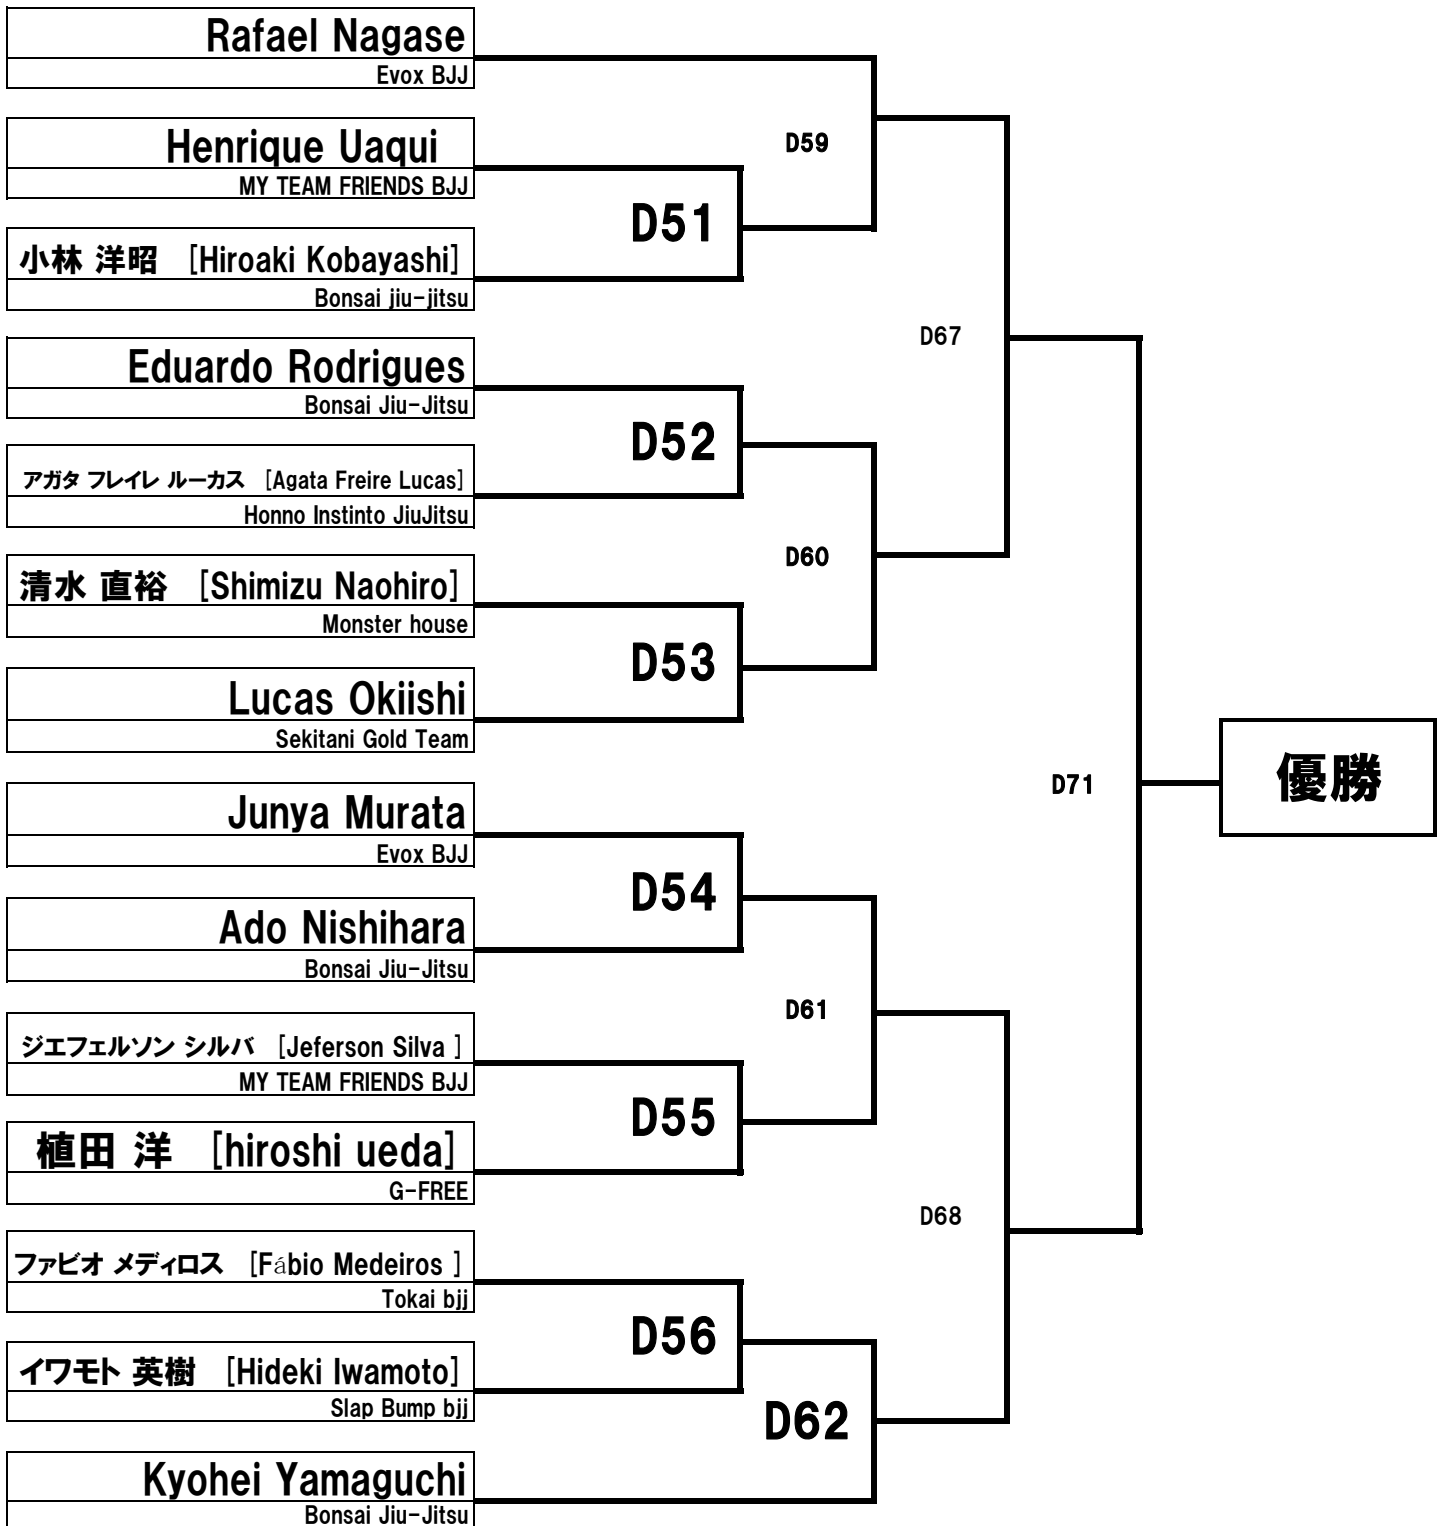 Rafael Nagase
Evox BJJ
D59
Henrique Uaqui
MY TEAM FRIENDS BJJ
D51
小林 洋昭　[Hiroaki Kobayashi]
Bonsai jiu-jitsu
D67
Eduardo Rodrigues
Bonsai Jiu-Jitsu
D52
アガタ フレイレ ルーカス　[Agata Freire Lucas]
Honno Instinto JiuJitsu
D60
清水 直裕　[Shimizu Naohiro]
Monster house
D53
Lucas Okiishi
Sekitani Gold Team
D71
優勝
Junya Murata
Evox BJJ
D54
Ado Nishihara
Bonsai Jiu-Jitsu
D61
ジエフェルソン シルバ　[Jeferson Silva ]
MY TEAM FRIENDS BJJ
D55
植田 洋　[hiroshi ueda]
G-FREE
D68
ファビオ メディロス　[Fábio Medeiros ]
Tokai bjj
D56
イワモト 英樹　[Hideki Iwamoto]
Slap Bump bjj
D62
Kyohei Yamaguchi
Bonsai Jiu-Jitsu